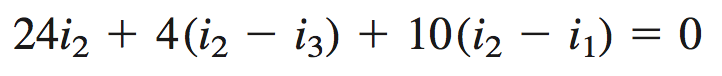 24i₂ + 4(i₂ − i₃) + 10(i₂ − i₁) = 0